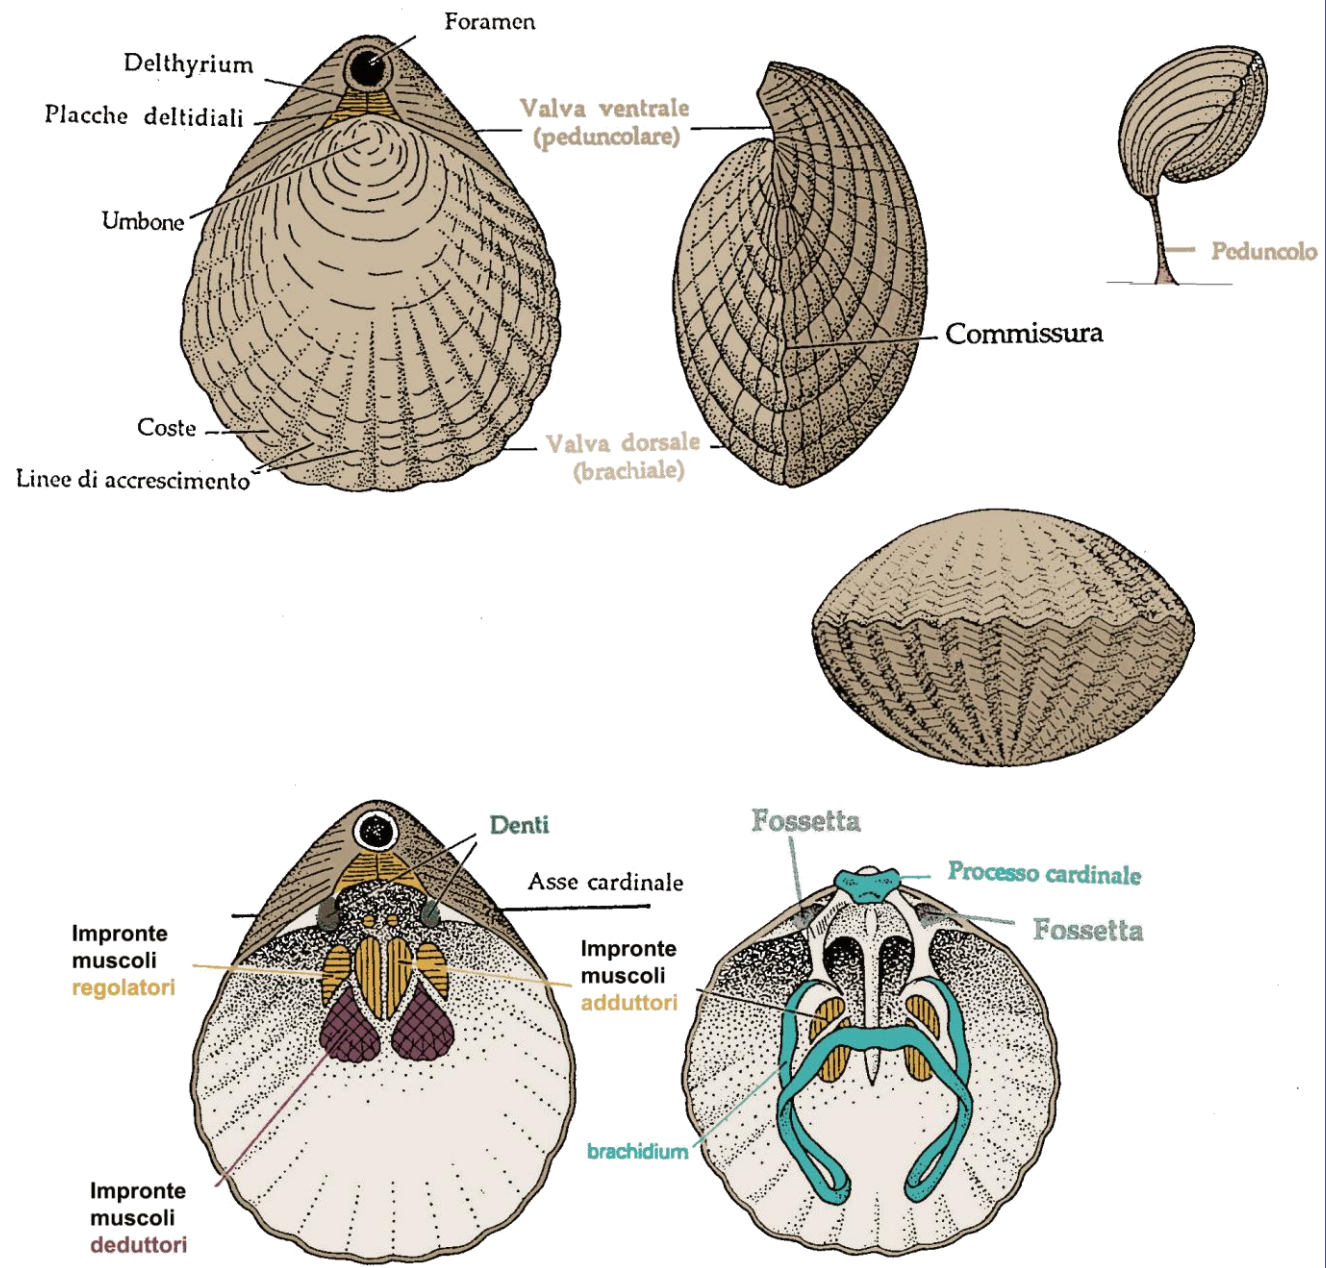 Foramen
Delthyrium
Placche deltidiali
Valva ventrale
(peduncolare)
Umbone
Peduncolo
Commissura
Coste
Valva dorsale
(brachiale)
Linee di accrescimento
Denti
Fossetta
Asse cardinale
Processo cardinale
Fossetta
Impronte
muscoli
regolatori
Impronte
muscoli
adduttori
brachidium
Impronte
muscoli
deduttori